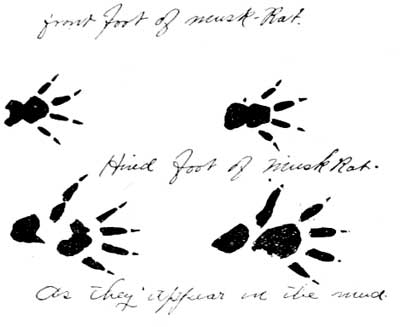 front foot of musk-Rat.
Hind foot of Musk Rat.
As they appear in the mud.